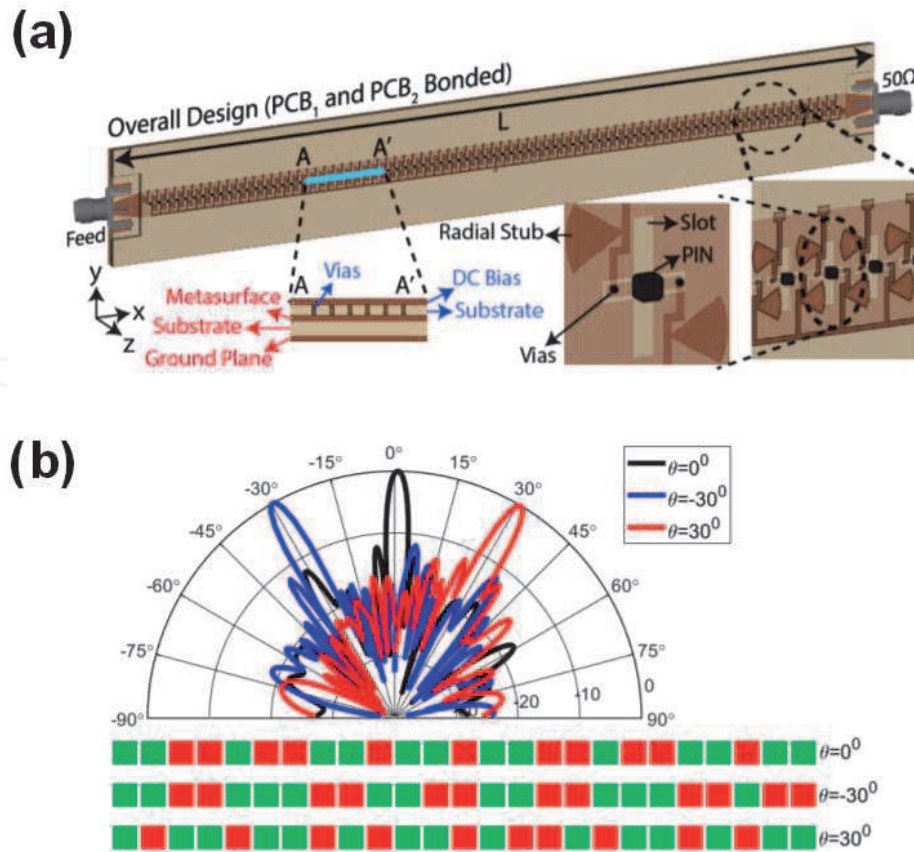 (a)
Overall Design (PCB₁ and PCB₂ Bonded)
L
50Ω
A
A'
Feed
y
x
z
Vias
A
A'
DC Bias
Metasurface
Substrate
Substrate
Ground Plane
Radial Stub
Slot
PIN
Vias
(b)
0°
-15°
15°
-30°
30°
-45°
45°
-60°
60°
-75°
75°
-90°
90°
-20
-10
0
θ=0⁰
θ=-30⁰
θ=30⁰
θ=0⁰
θ=-30⁰
θ=30⁰